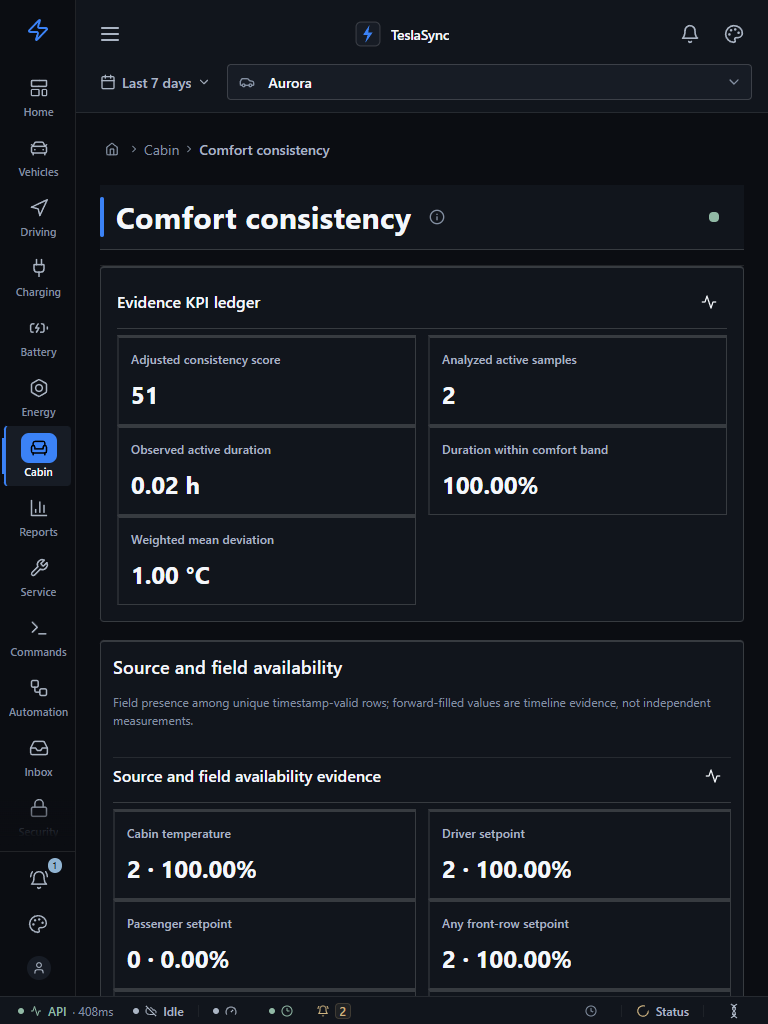 TeslaSync
Last 7 days
Aurora
Home
Vehicles
Driving
Charging
Battery
Energy
Cabin
Reports
Service
Commands
Automation
Inbox
Security
1
Cabin
Comfort consistency
Comfort consistency
Evidence KPI ledger
Adjusted consistency score
51
Analyzed active samples
2
Observed active duration
0.02 h
Duration within comfort band
100.00%
Weighted mean deviation
1.00 °C
Source and field availability
Field presence among unique timestamp-valid rows; forward-filled values are timeline evidence, not independent
measurements.
Source and field availability evidence
Cabin temperature
2 · 100.00%
Driver setpoint
2 · 100.00%
Passenger setpoint
0 · 0.00%
Any front-row setpoint
2 · 100.00%
API · 408ms
Idle
2
Status